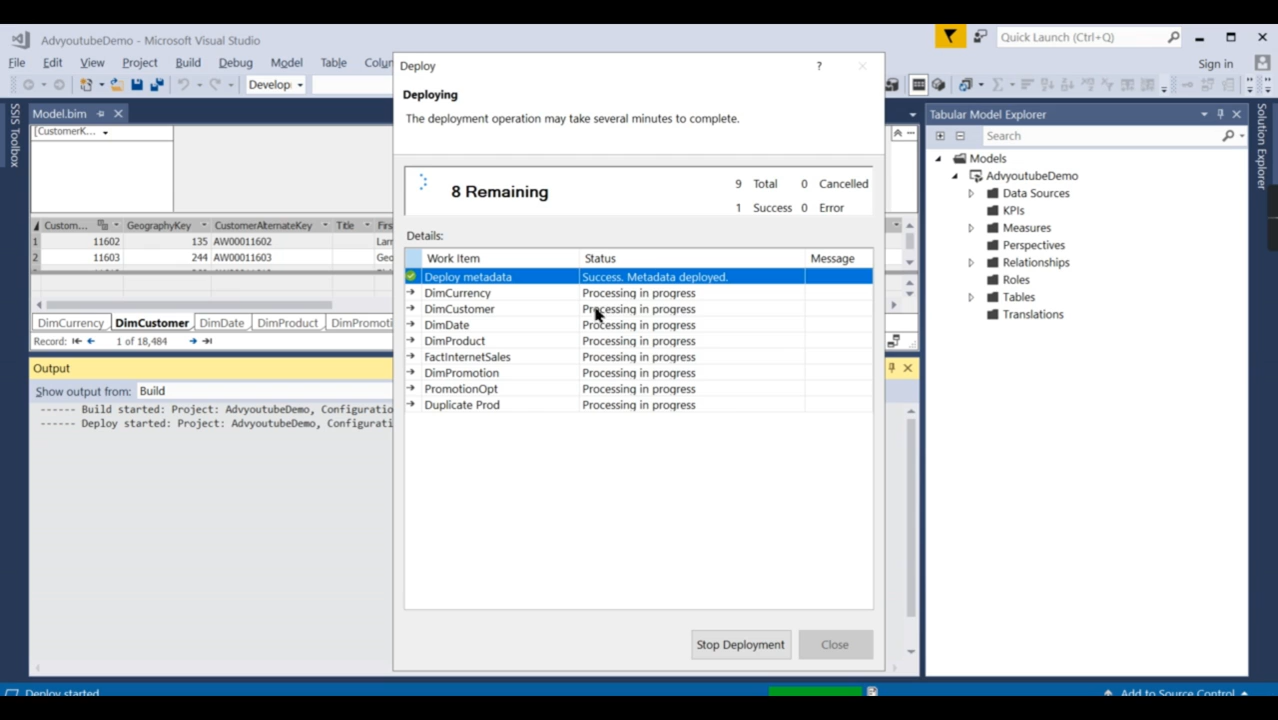 AdvyoutubeDemo - Microsoft Visual Studio
Quick Launch (Ctrl+Q)
File Edit View Project Build Debug Model Table Colun
Sign in
Develop
SSIS Toolbox
Model.bim
[CustomerK...
Custom... GeographyKey CustomerAlternateKey Title Firs
1 11602 135 AW00011602 Lar
2 11603 244 AW00011603 Geo
DimCurrency DimCustomer DimDate DimProduct DimPromoti
Record: 1 of 18,484
Output
Show output from: Build
------ Build started: Project: AdvyoutubeDemo, Configuratio
------ Deploy started: Project: AdvyoutubeDemo, Configurati
Deploy
?
Deploying
The deployment operation may take several minutes to complete.
8 Remaining
9 Total 0 Cancelled
1 Success 0 Error
Details:
Work Item Status Message
Deploy metadata Success. Metadata deployed.
DimCurrency Processing in progress
DimCustomer Processing in progress
DimDate Processing in progress
DimProduct Processing in progress
FactInternetSales Processing in progress
DimPromotion Processing in progress
PromotionOpt Processing in progress
Duplicate Prod Processing in progress
Stop Deployment Close
Tabular Model Explorer
Search
Models
AdvyoutubeDemo
Data Sources
KPIs
Measures
Perspectives
Relationships
Roles
Tables
Translations
Solution Explorer
Deploy started
Add to Source Control